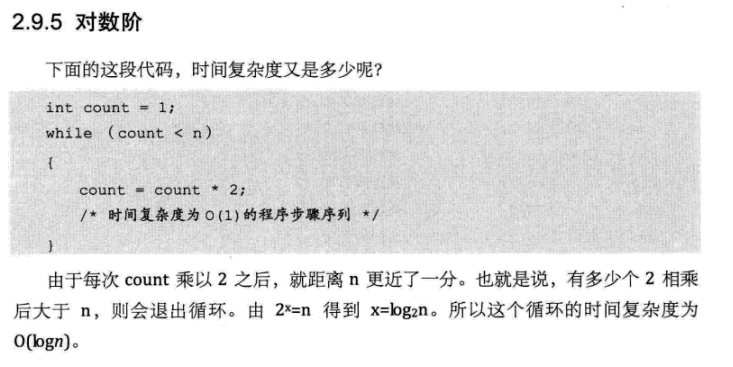 2.9.5 对数阶
下面的这段代码，时间复杂度又是多少呢？
int count = 1;
while (count < n)
{
count = count * 2;
/* 时间复杂度为O(1)的程序步骤序列 */
}
由于每次 count 乘以 2 之后，就距离 n 更近了一分。也就是说，有多少个 2 相乘
后大于 n，则会退出循环。由 2ˣ=n 得到 x=log₂n。所以这个循环的时间复杂度为
O(logn)。